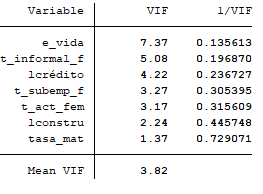 Variable VIF 1/VIF
e_vida 7.37 0.135613
t_informal_f 5.08 0.196870
lcrédito 4.22 0.236727
t_subemp_f 3.27 0.305395
t_act_fem 3.17 0.315609
lconstru 2.24 0.445748
tasa_mat 1.37 0.729071
Mean VIF 3.82